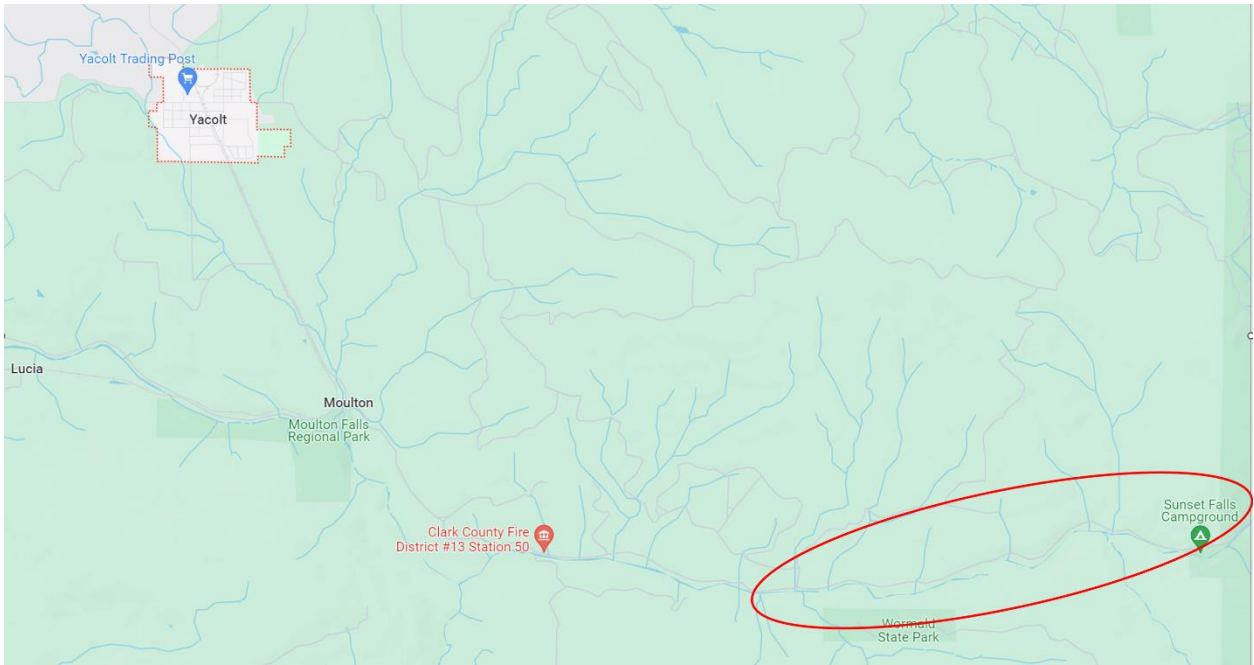 Yacolt Trading Post
Yacolt
Lucia
Moulton
Moulton Falls
Regional Park
Clark County Fire
District #13 Station 50
Sunset Falls
Campground
Wormald
State Park